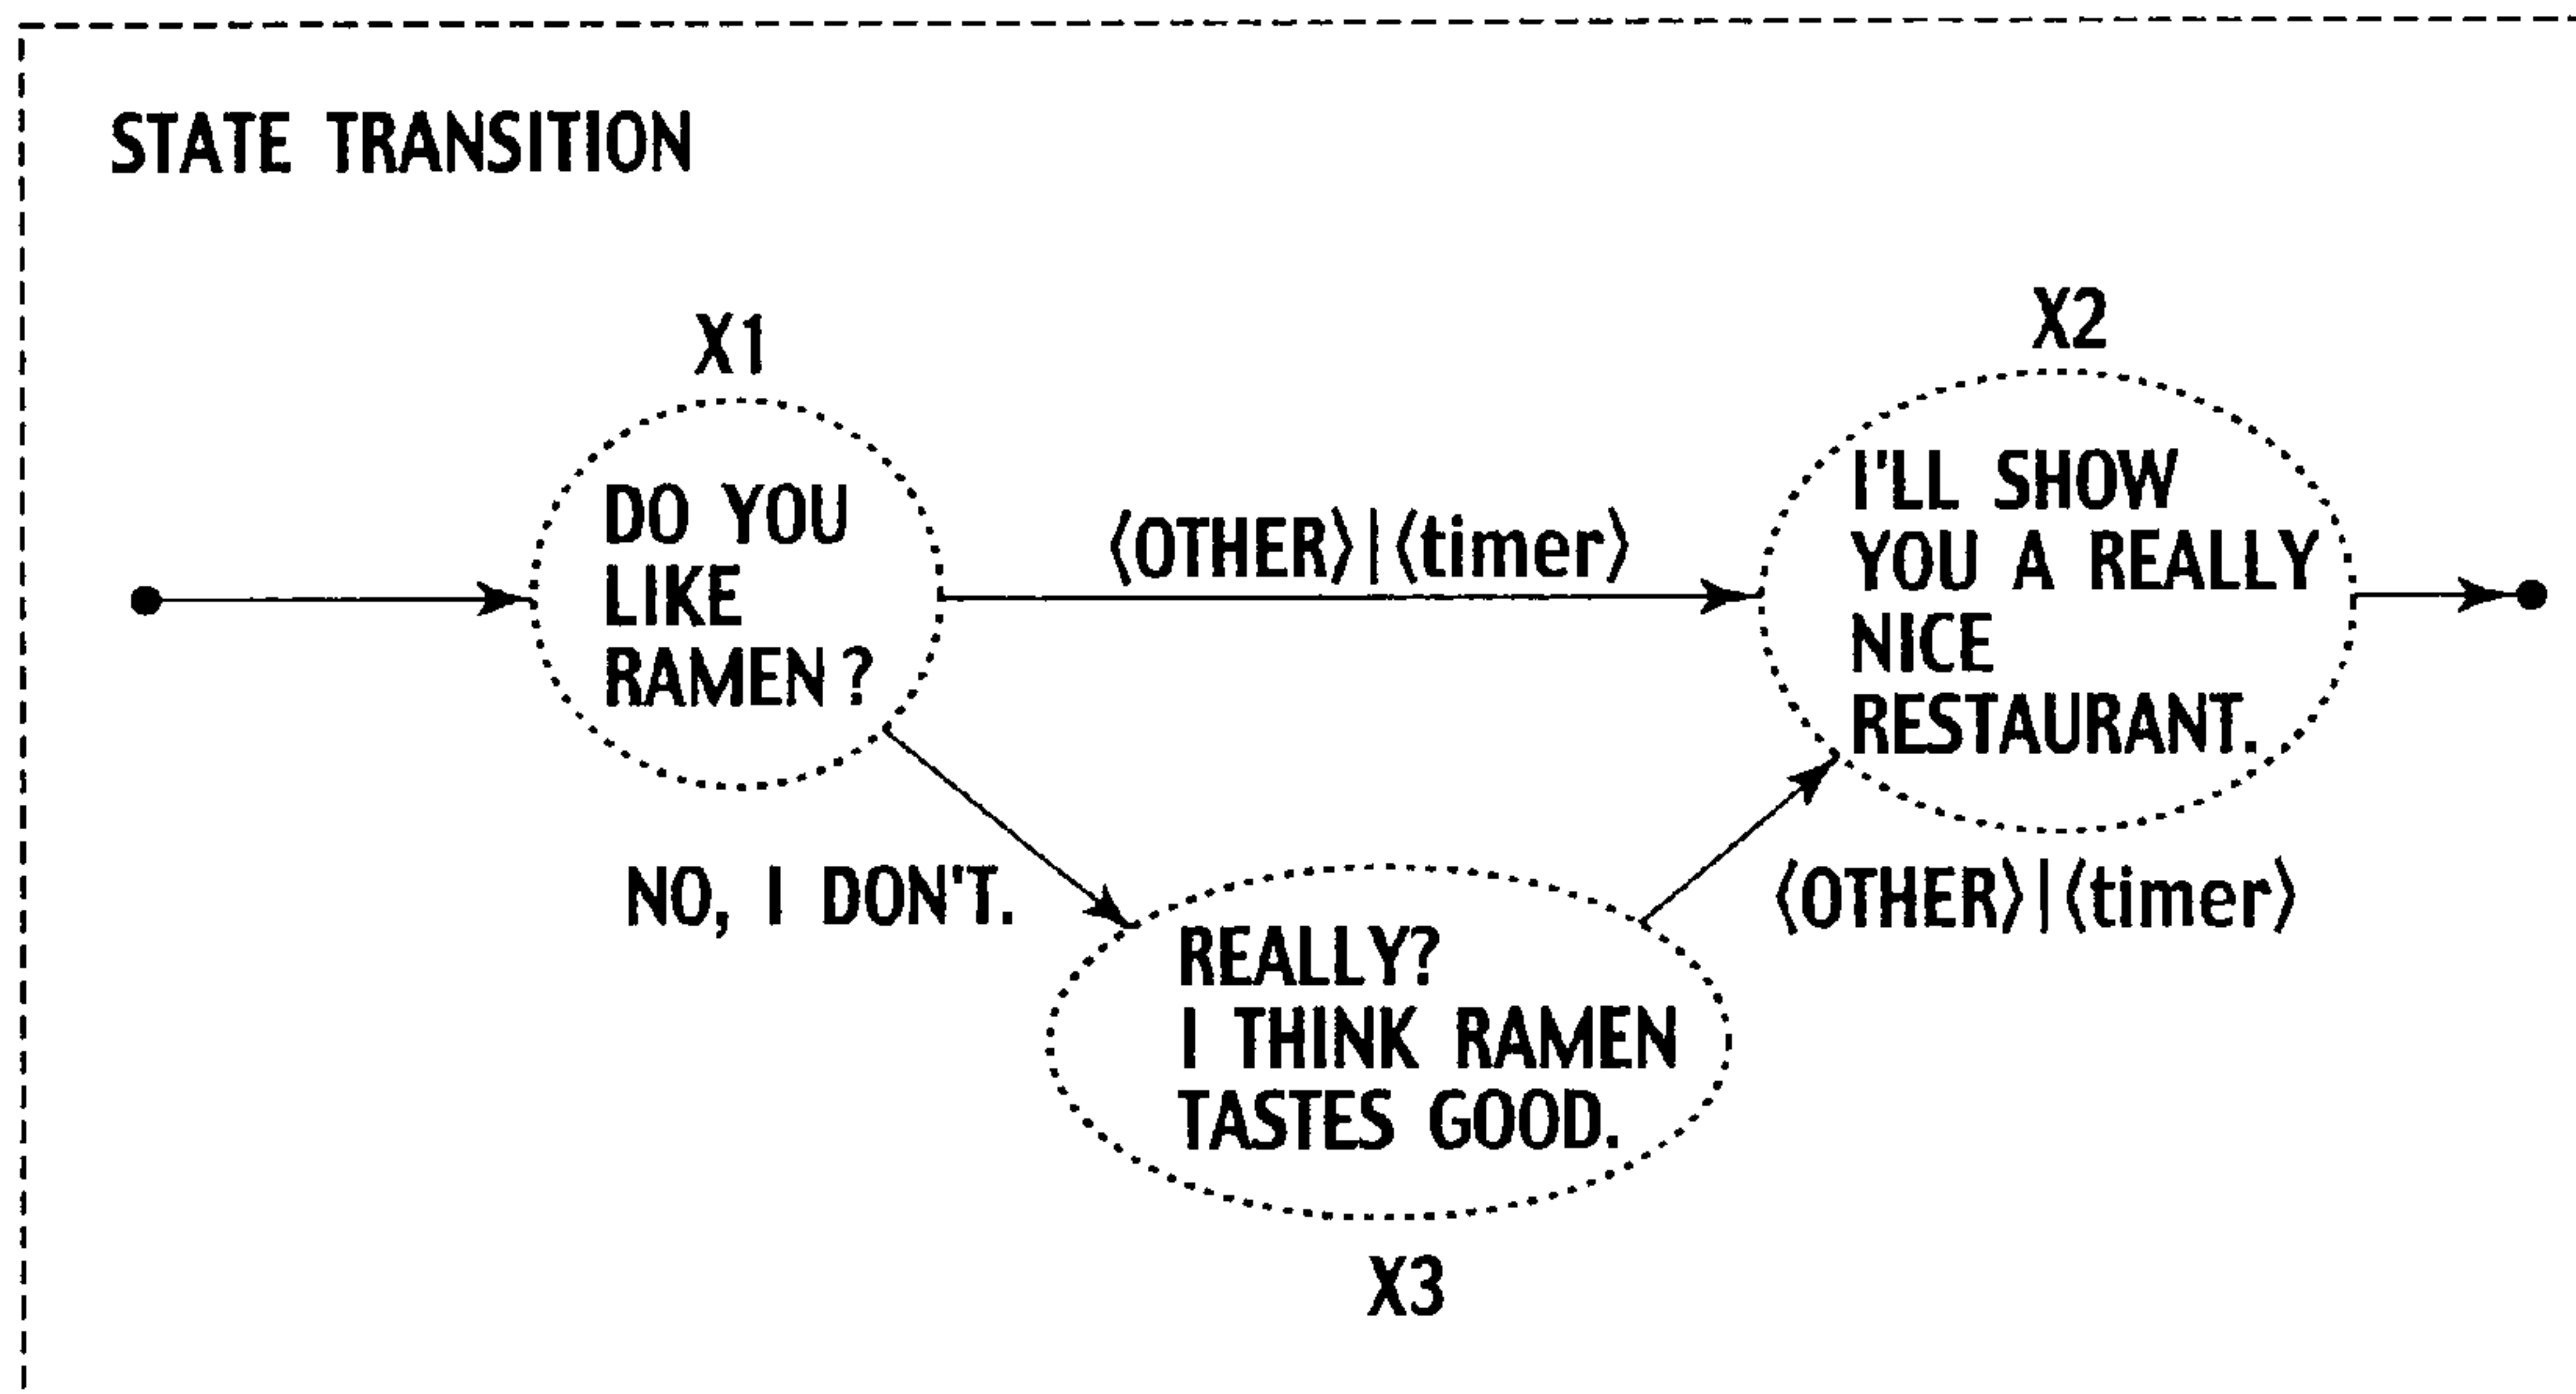 STATE TRANSITION
X1
DO YOU
LIKE
RAMEN?
⟨OTHER⟩|⟨timer⟩
X2
I'LL SHOW
YOU A REALLY
NICE
RESTAURANT.
NO, I DON'T.
⟨OTHER⟩|⟨timer⟩
REALLY?
I THINK RAMEN
TASTES GOOD.
X3